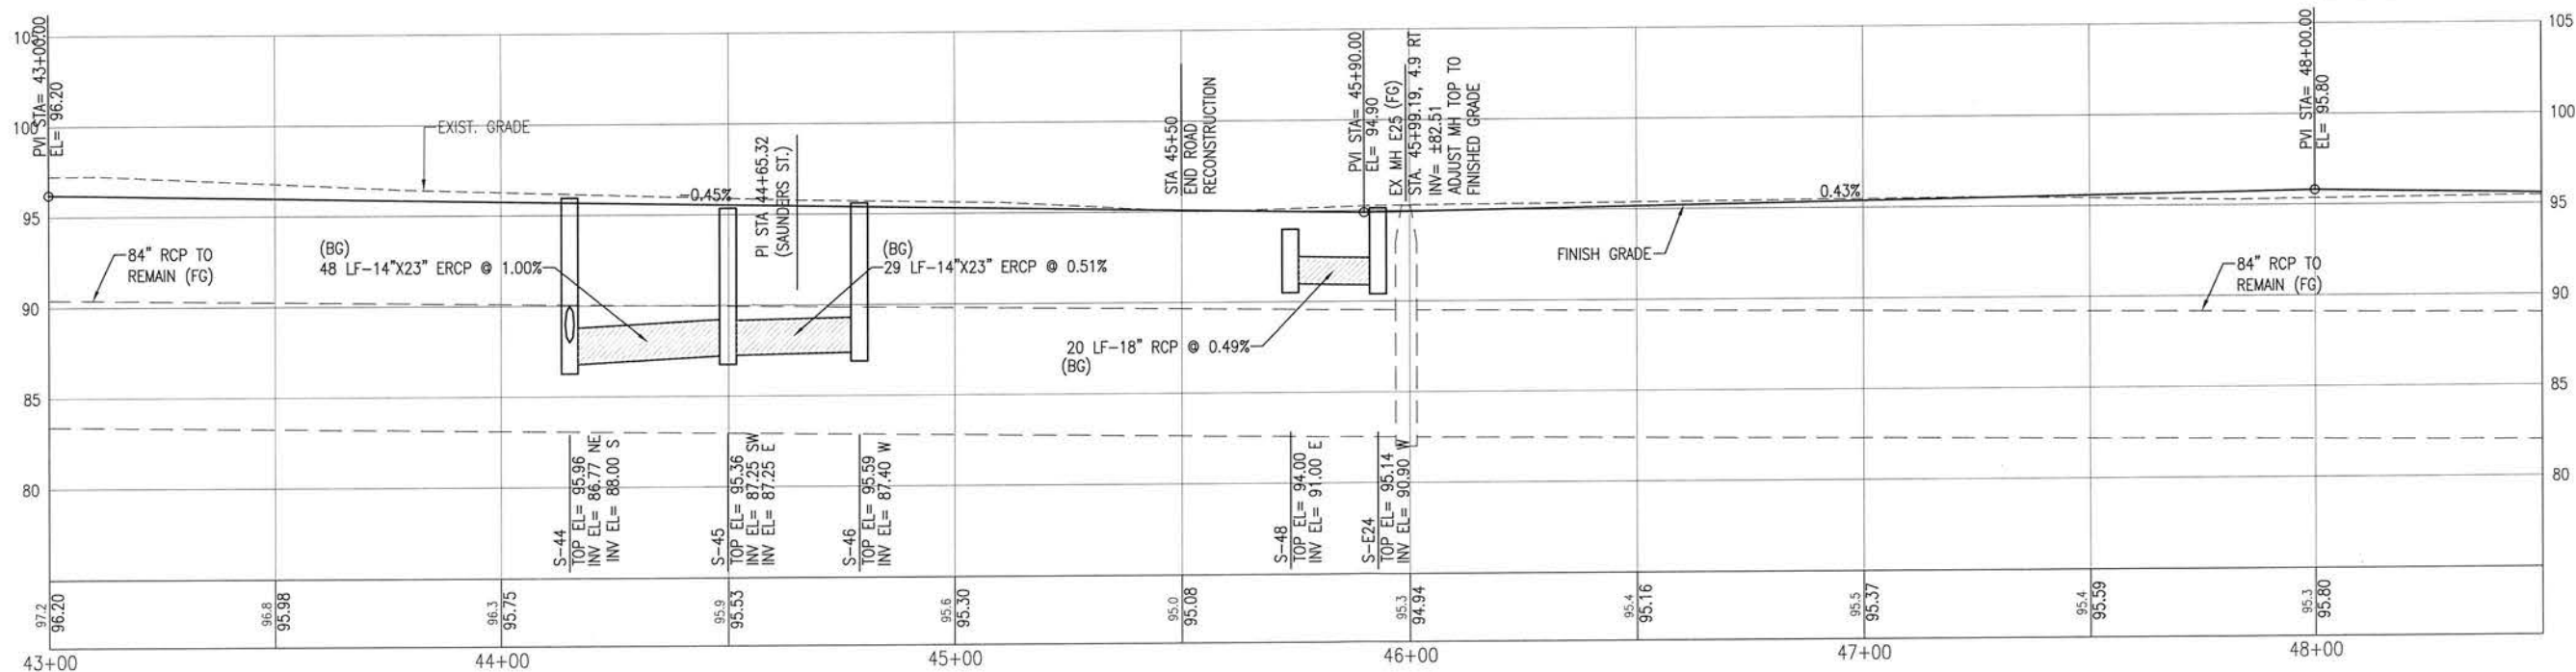 105
100
95
90
85
80
PVI STA= 43+00.00
EL= 96.20
EXIST. GRADE
-0.45%
PI STA 44+65.32
(SAUNDERS ST.)
STA 45+50
END ROAD
RECONSTRUCTION
PVI STA= 45+90.00
EL= 94.90
EX MH E25 (FG)
STA. 45+99.19, 4.9 RT
INV= ±82.51
ADJUST MH TOP TO
FINISHED GRADE
0.43%
PVI STA= 48+00.00
EL= 95.80
105
100
95
90
85
80
84" RCP TO
REMAIN (FG)
(BG)
48 LF-14"X23" ERCP @ 1.00%
(BG)
29 LF-14"X23" ERCP @ 0.51%
20 LF-18" RCP @ 0.49%
(BG)
FINISH GRADE
84" RCP TO
REMAIN (FG)
S-44
TOP EL= 95.96
INV EL= 86.77 NE
INV EL= 88.00 S
S-45
TOP EL= 95.36
INV EL= 87.25 SW
INV EL= 87.25 E
S-46
TOP EL= 95.59
INV EL= 87.40 W
S-48
TOP EL= 94.00
INV EL= 91.00 E
S-E24
TOP EL= 95.14
INV EL= 90.90 W
97.2
96.20
96.8
95.98
96.3
95.75
95.9
95.53
95.6
95.30
95.0
95.08
95.3
94.94
95.4
95.16
95.5
95.37
95.4
95.59
95.3
95.80
43+00
44+00
45+00
46+00
47+00
48+00